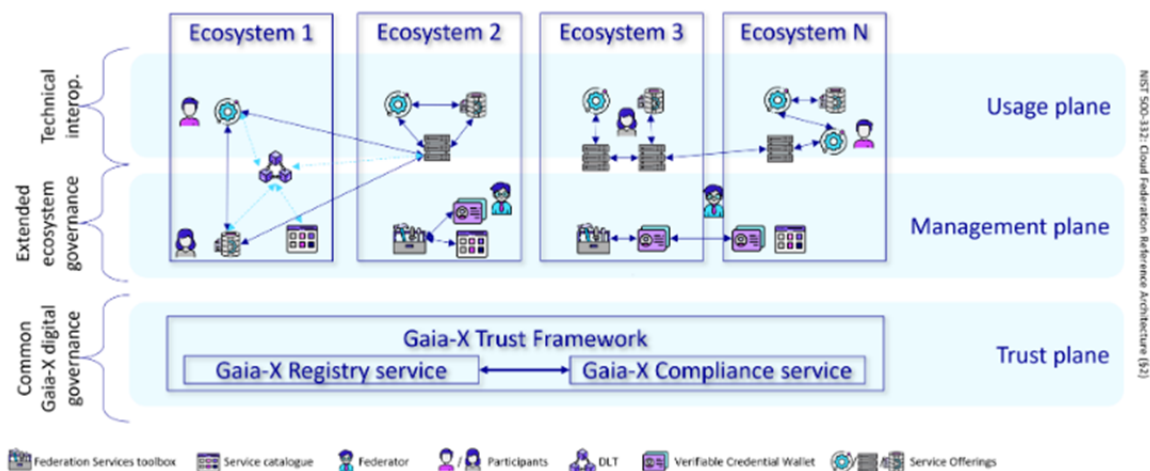 Ecosystem 1
Ecosystem 2
Ecosystem 3
Ecosystem N
Technical
interop.
Usage plane
Extended
ecosystem
governance
Management plane
Common
Gaia-X digital
governance
Gaia-X Trust Framework
Gaia-X Registry service
Gaia-X Compliance service
Trust plane
NIST 500-332: Cloud Federation Reference Architecture (§2)
Federation Services toolbox
Service catalogue
Federator
/
Participants
DLT
Verifiable Credential Wallet
/
/
Service Offerings